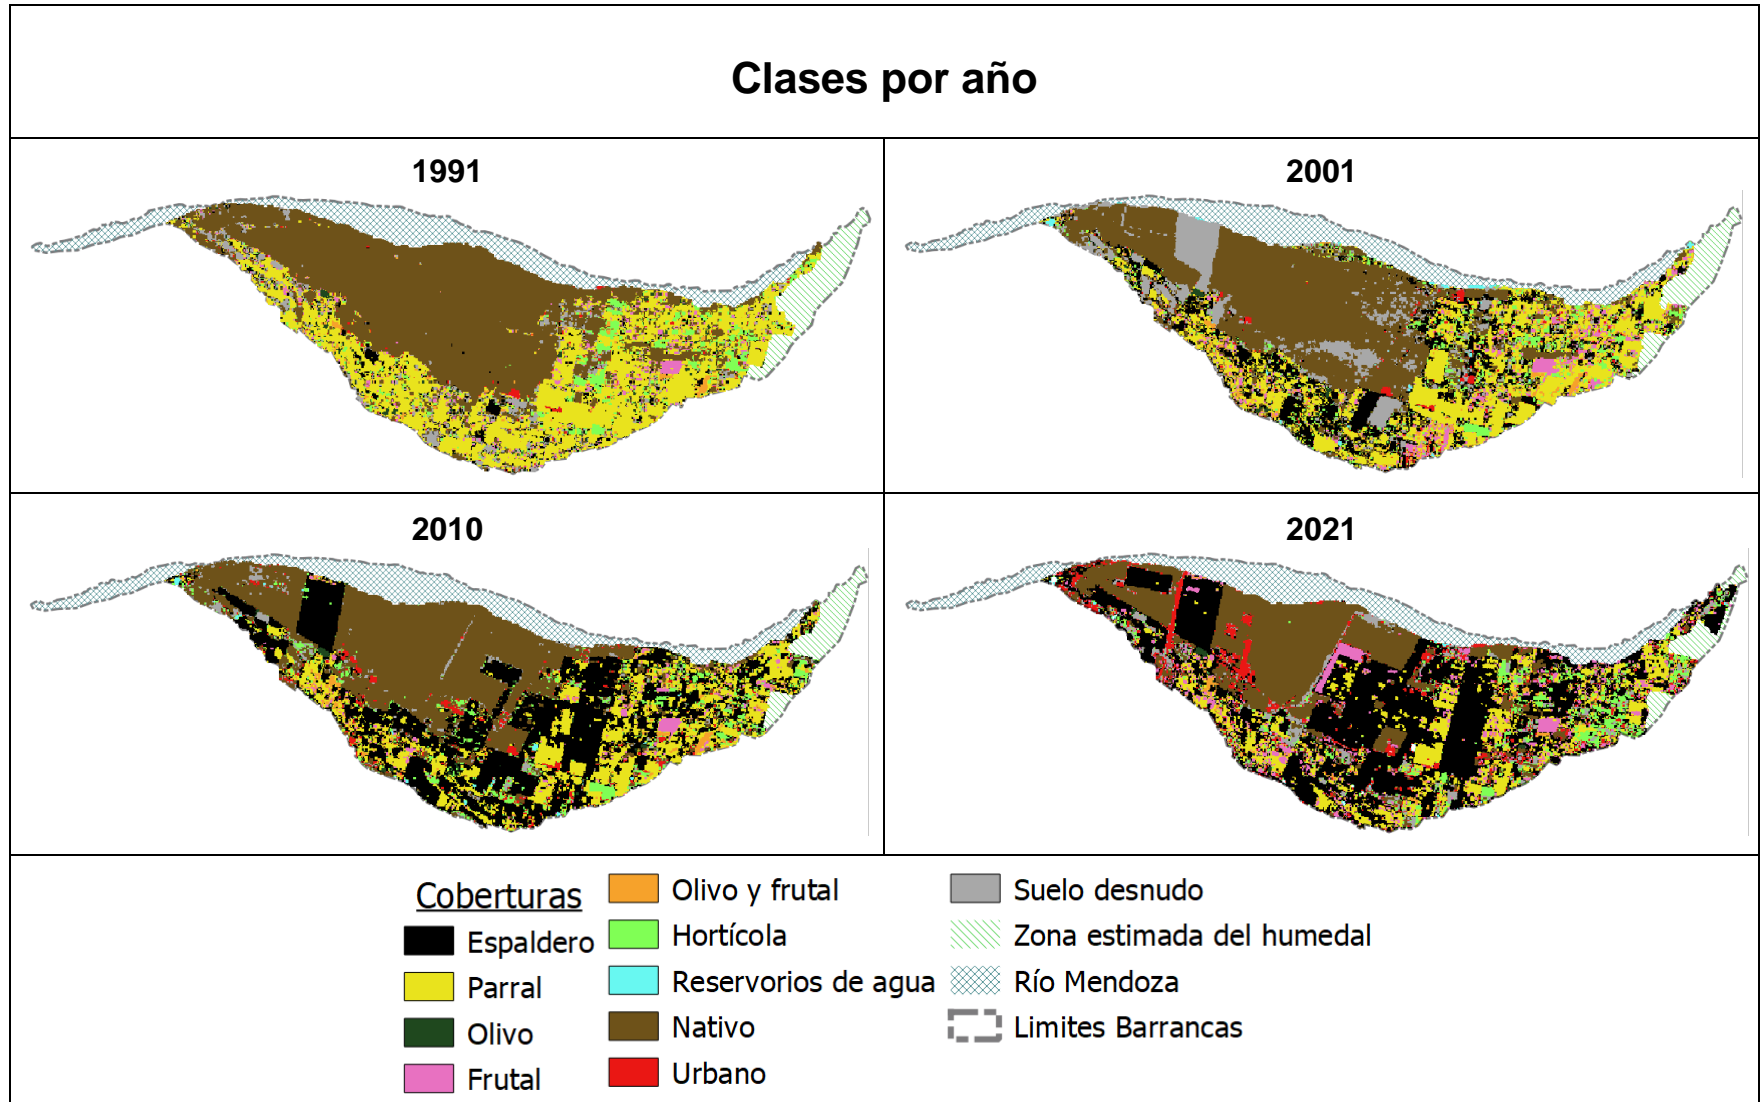 Clases por año
1991
2001
2010
2021
Coberturas
Espaldero
Parral
Olivo
Frutal
Olivo y frutal
Hortícola
Reservorios de agua
Nativo
Urbano
Suelo desnudo
Zona estimada del humedal
Río Mendoza
Limites Barrancas